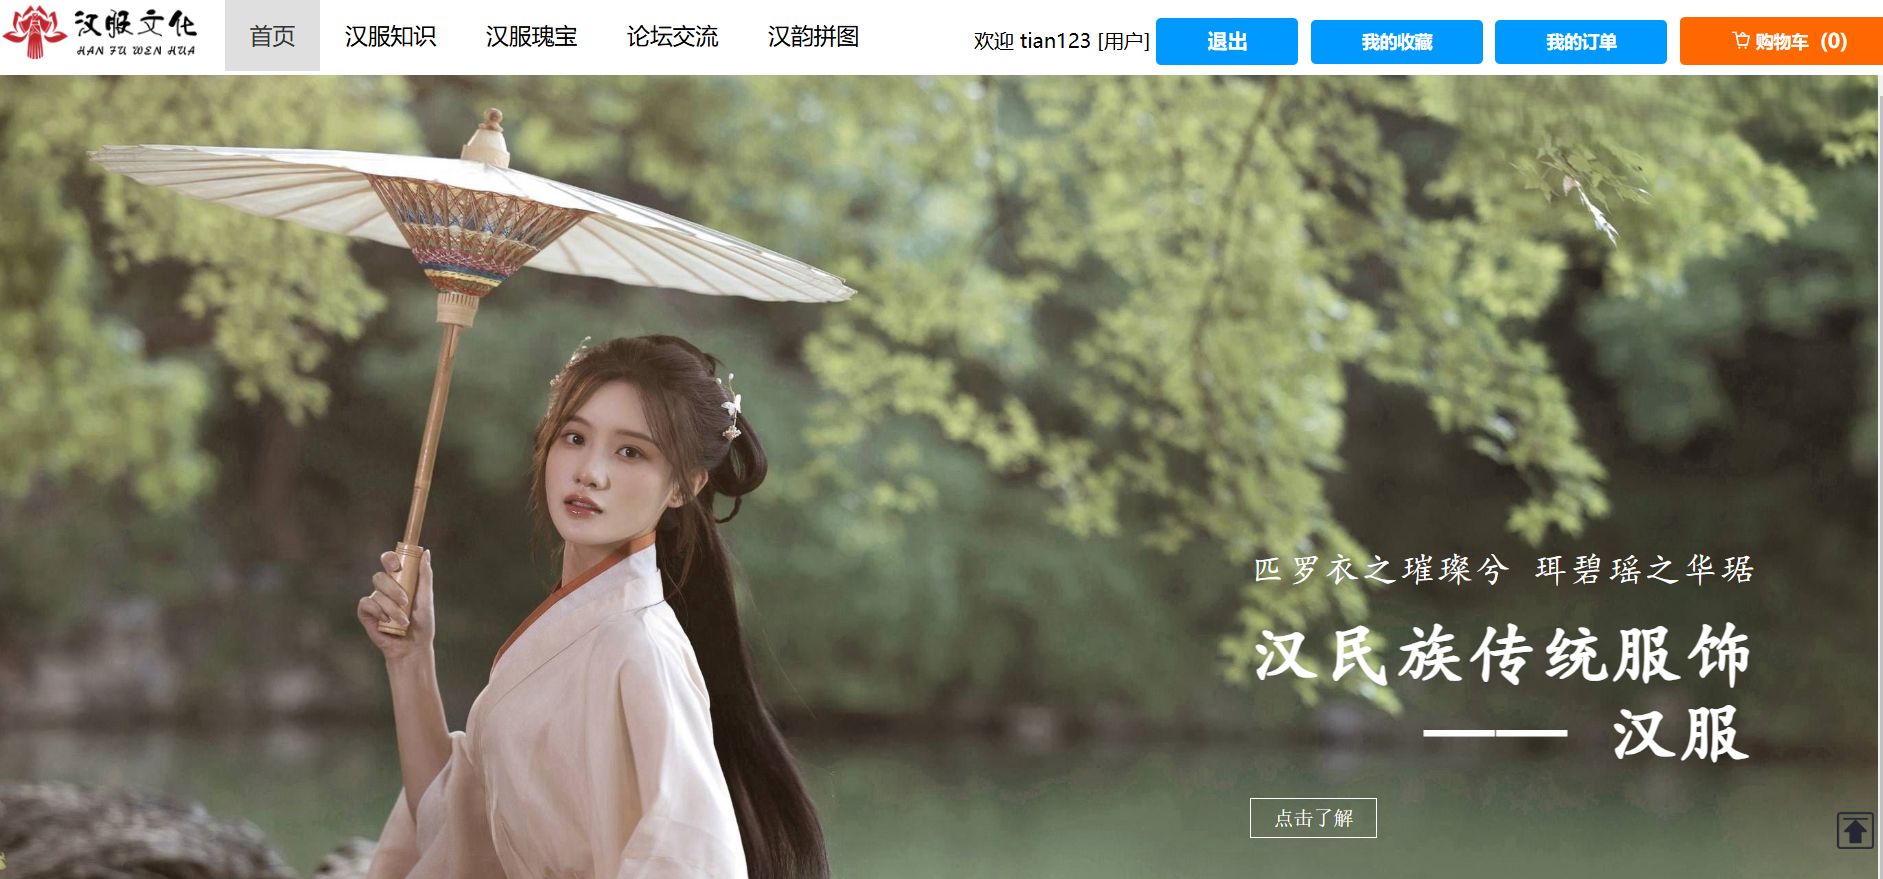 汉服文化
HAN FU WEN HUA
首页 汉服知识 汉服瑰宝 论坛交流 汉韵拼图
欢迎 tian123 [用户] 退出 我的收藏 我的订单 购物车 (0)
匹罗衣之璀璨兮 珥碧瑶之华琚
汉民族传统服饰
—— 汉服
点击了解